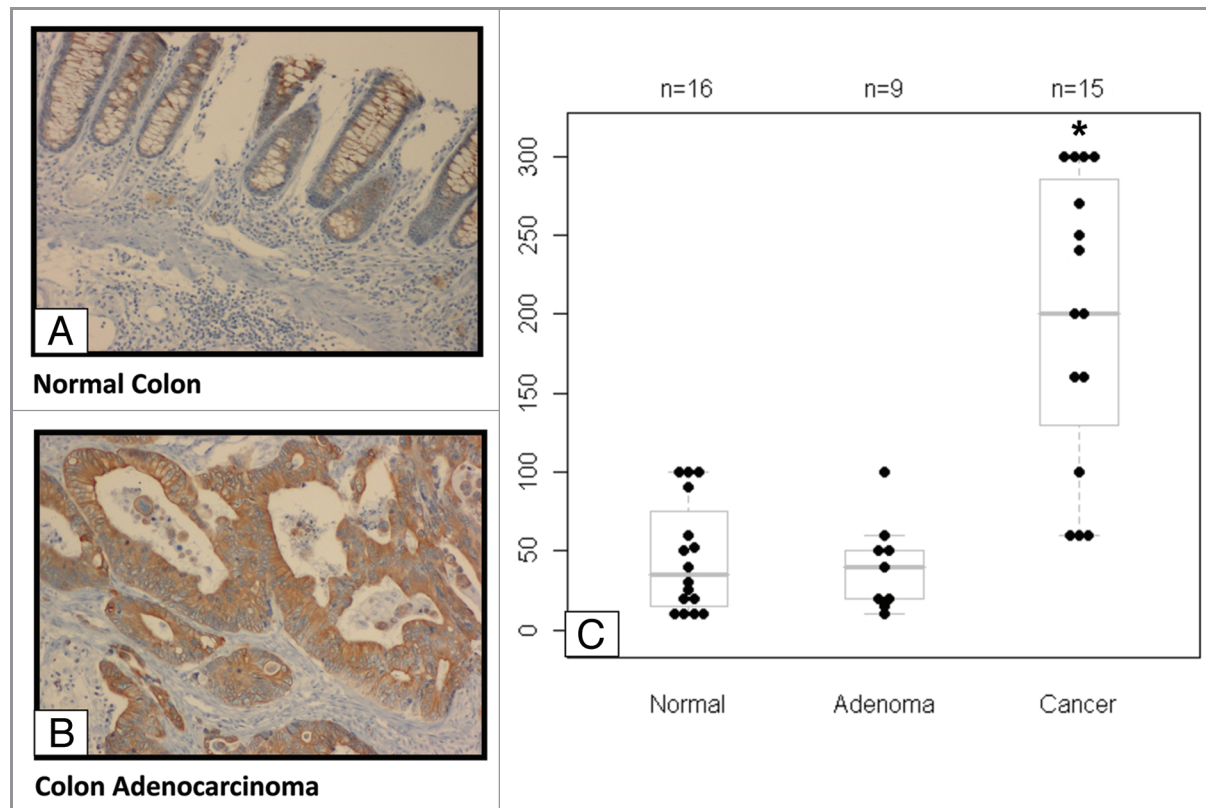 A
Normal Colon
B
Colon Adenocarcinoma
n=16 n=9 n=15
*
300
250
200
150
100
50
0
C
Normal Adenoma Cancer